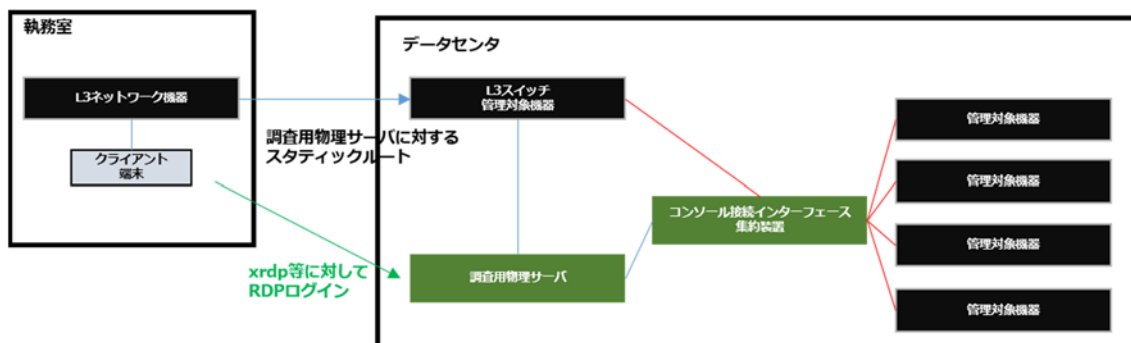 執務室
L3ネットワーク機器
クライアント
端末
調査用物理サーバに対する
スタティックルート
xrdp等に対して
RDPログイン
データセンタ
L3スイッチ
管理対象機器
調査用物理サーバ
コンソール接続インターフェース
集約装置
管理対象機器
管理対象機器
管理対象機器
管理対象機器